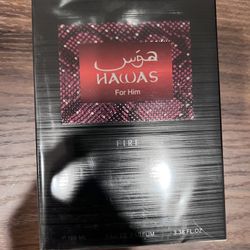 هوس
HAWAS
For Him
FIRE
3.38 FL.OZ